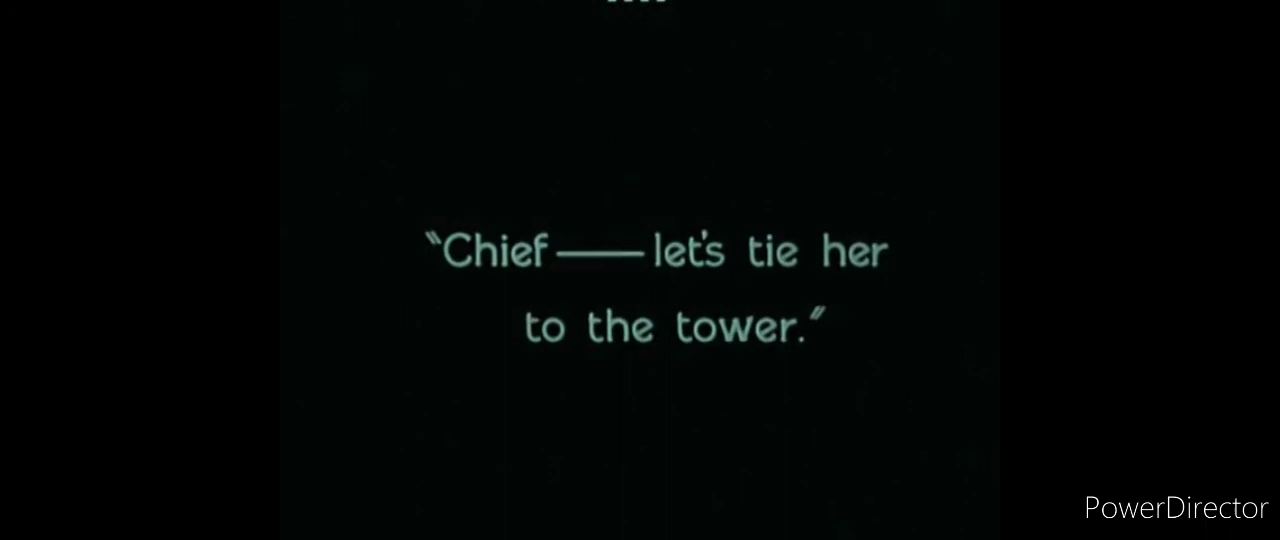 "Chief——let's tie her
to the tower."
PowerDirector